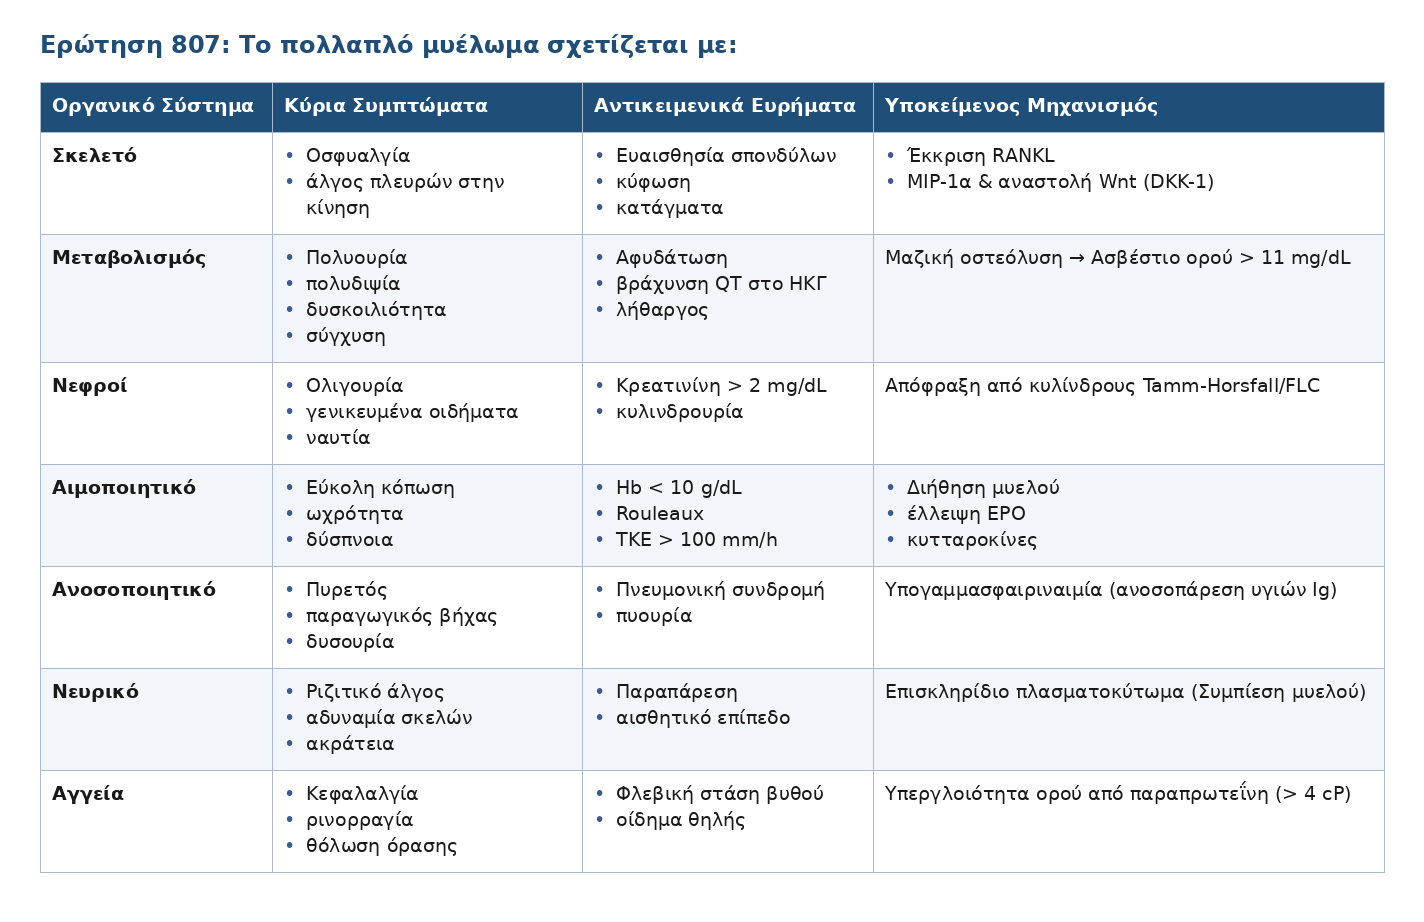 Ερώτηση 807: Το πολλαπλό μυέλωμα σχετίζεται με:
Οργανικό Σύστημα Κύρια Συμπτώματα Αντικειμενικά Ευρήματα Υποκείμενος Μηχανισμός
Σκελετό
• Οσφυαλγία
• άλγος πλευρών στην
κίνηση
• Ευαισθησία σπονδύλων
• κύφωση
• κατάγματα
• Έκκριση RANKL
• MIP-1α & αναστολή Wnt (DKK-1)
Μεταβολισμός
• Πολυουρία
• πολυδιψία
• δυσκοιλιότητα
• σύγχυση
• Αφυδάτωση
• βράχυνση QT στο ΗΚΓ
• λήθαργος
Μαζική οστεόλυση → Ασβέστιο ορού > 11 mg/dL
Νεφροί
• Ολιγουρία
• γενικευμένα οιδήματα
• ναυτία
• Κρεατινίνη > 2 mg/dL
• κυλινδρουρία
Απόφραξη από κυλίνδρους Tamm-Horsfall/FLC
Αιμοποιητικό
• Εύκολη κόπωση
• ωχρότητα
• δύσπνοια
• Hb < 10 g/dL
• Rouleaux
• ΤΚΕ > 100 mm/h
• Διήθηση μυελού
• έλλειψη EPO
• κυτταροκίνες
Ανοσοποιητικό
• Πυρετός
• παραγωγικός βήχας
• δυσουρία
• Πνευμονική συνδρομή
• πυουρία
Υπογαμμασφαιριναιμία (ανοσοπάρεση υγιών Ig)
Νευρικό
• Ριζιτικό άλγος
• αδυναμία σκελών
• ακράτεια
• Παραπάρεση
• αισθητικό επίπεδο
Επισκληρίδιο πλασματοκύτωμα (Συμπίεση μυελού)
Αγγεία
• Κεφαλαλγία
• ρινορραγία
• θόλωση όρασης
• Φλεβική στάση βυθού
• οίδημα θηλής
Υπεργλοιότητα ορού από παραπρωτεΐνη (> 4 cP)